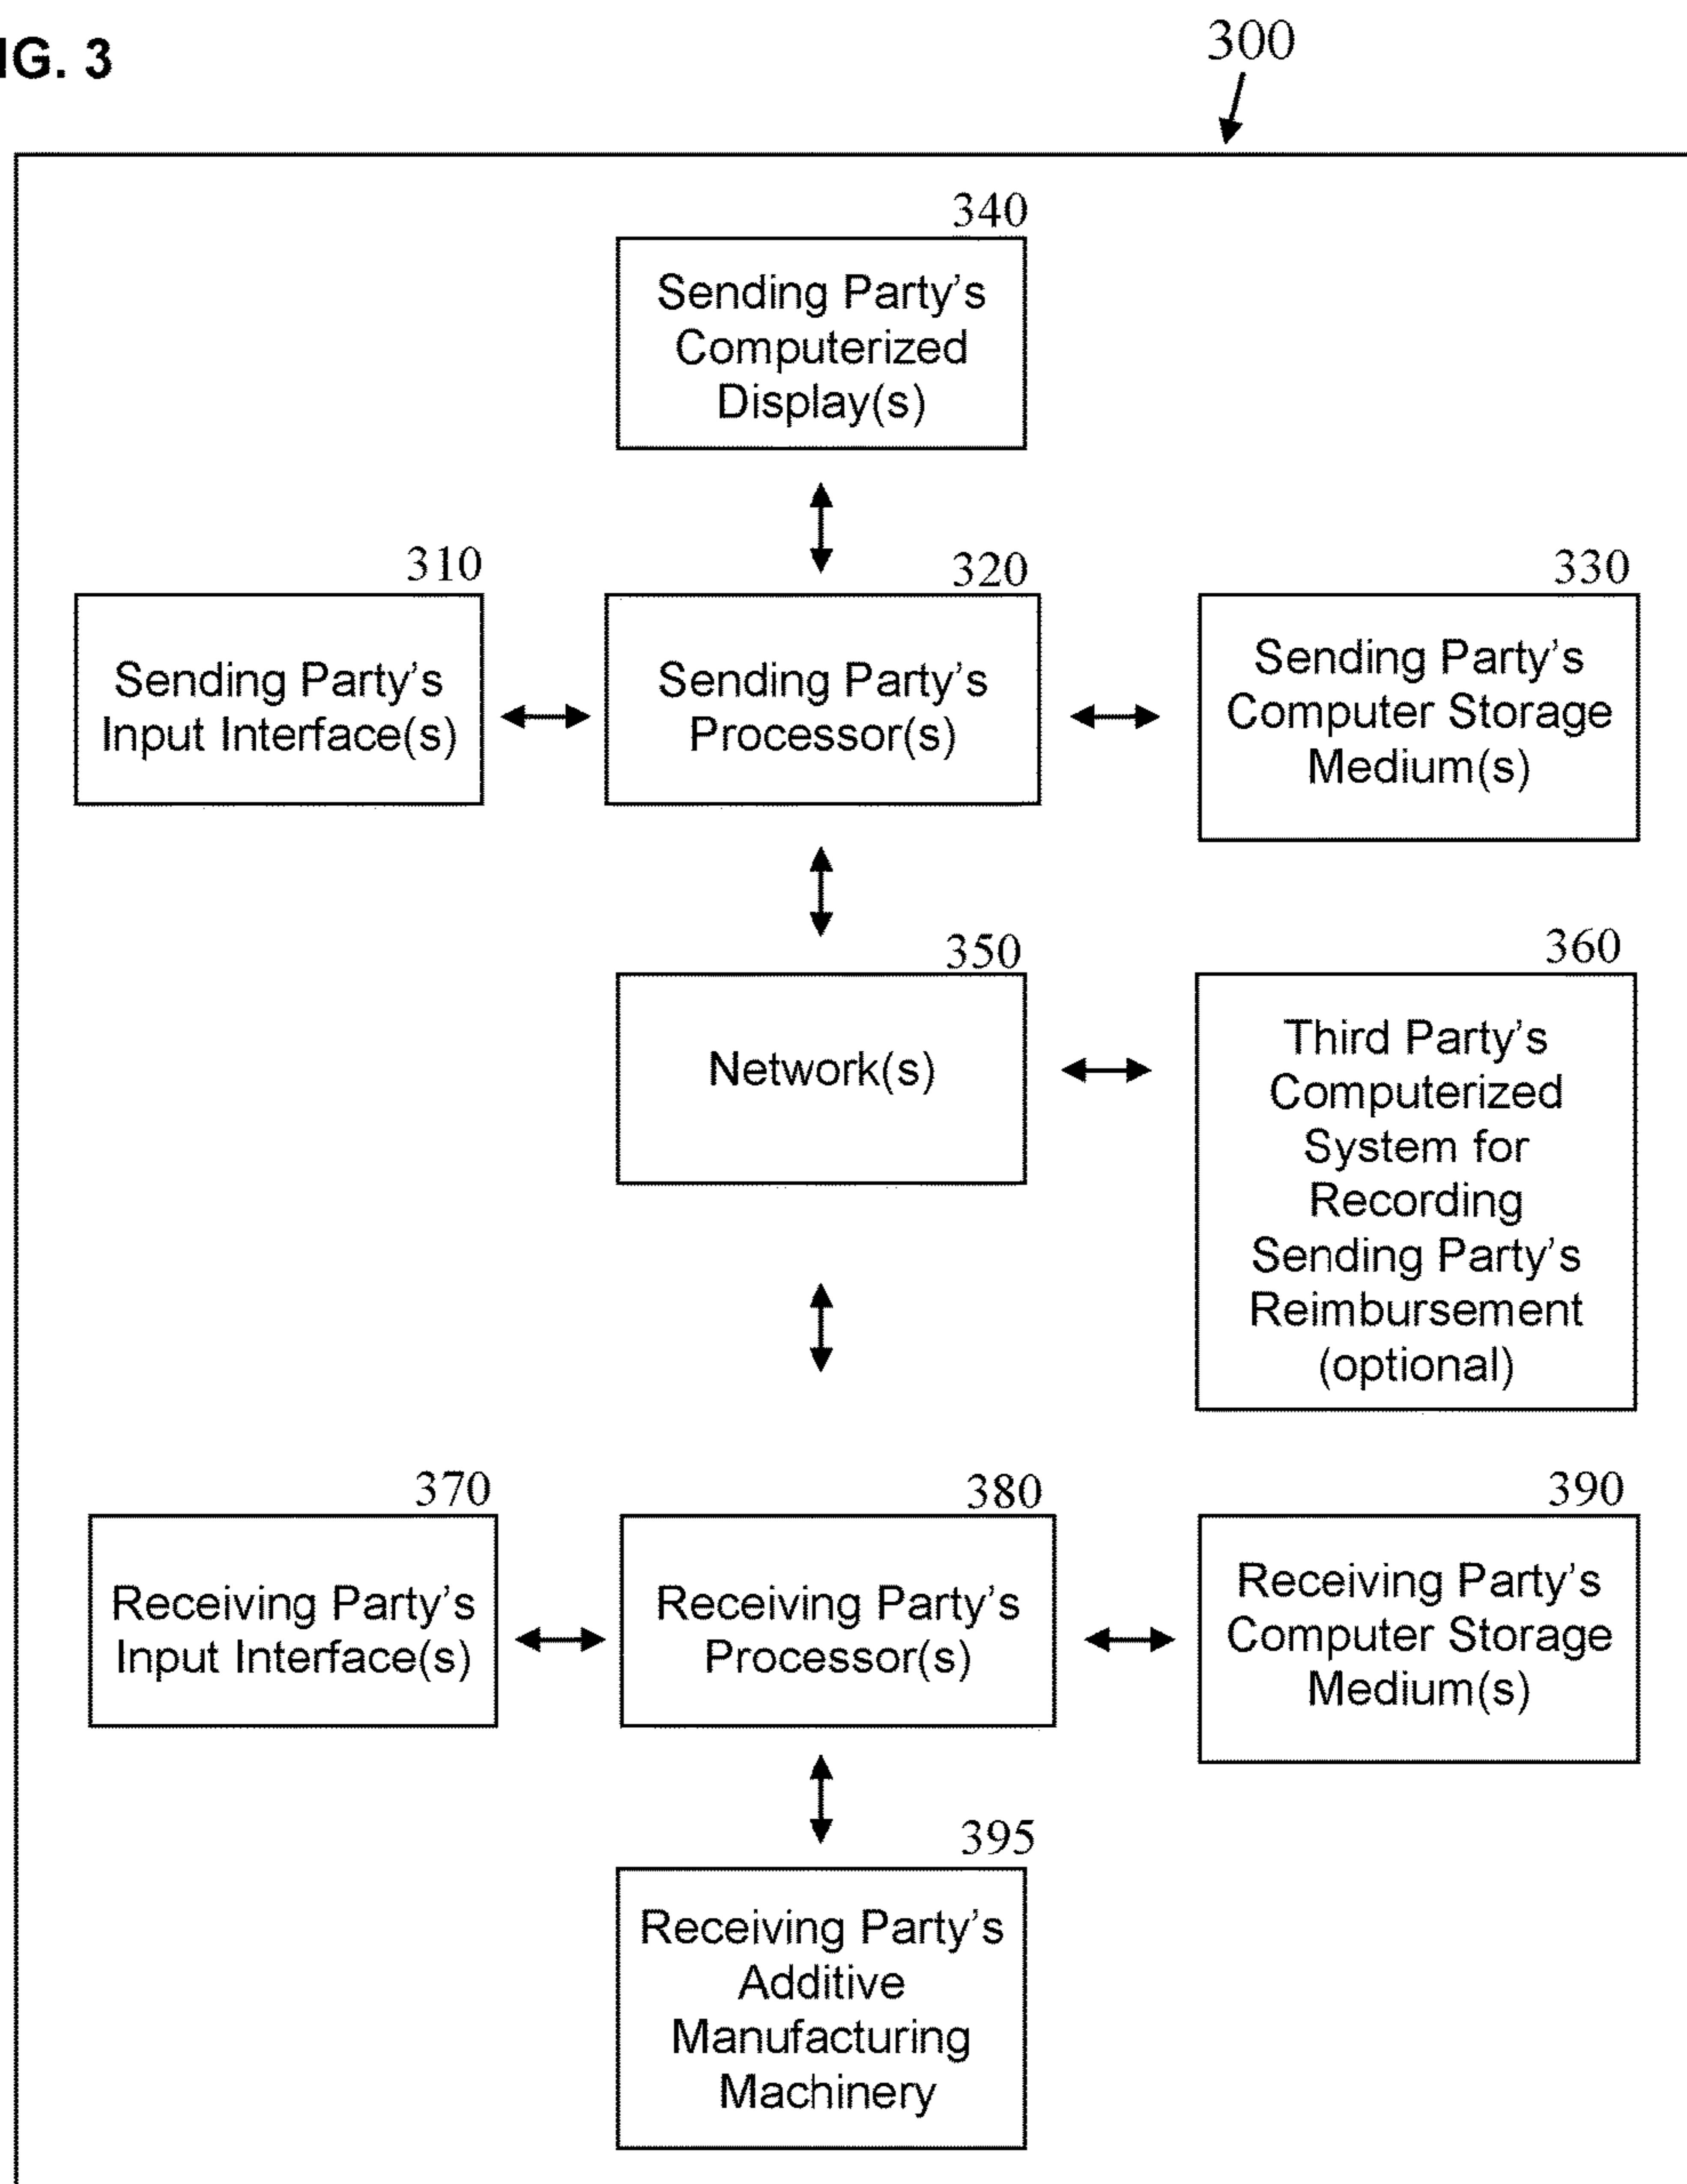 IG. 3
300
340
Sending Party's
Computerized
Display(s)
310
Sending Party's
Input Interface(s)
320
Sending Party's
Processor(s)
330
Sending Party's
Computer Storage
Medium(s)
350
Network(s)
360
Third Party's
Computerized
System for
Recording
Sending Party's
Reimbursement
(optional)
370
Receiving Party's
Input Interface(s)
380
Receiving Party's
Processor(s)
390
Receiving Party's
Computer Storage
Medium(s)
395
Receiving Party's
Additive
Manufacturing
Machinery